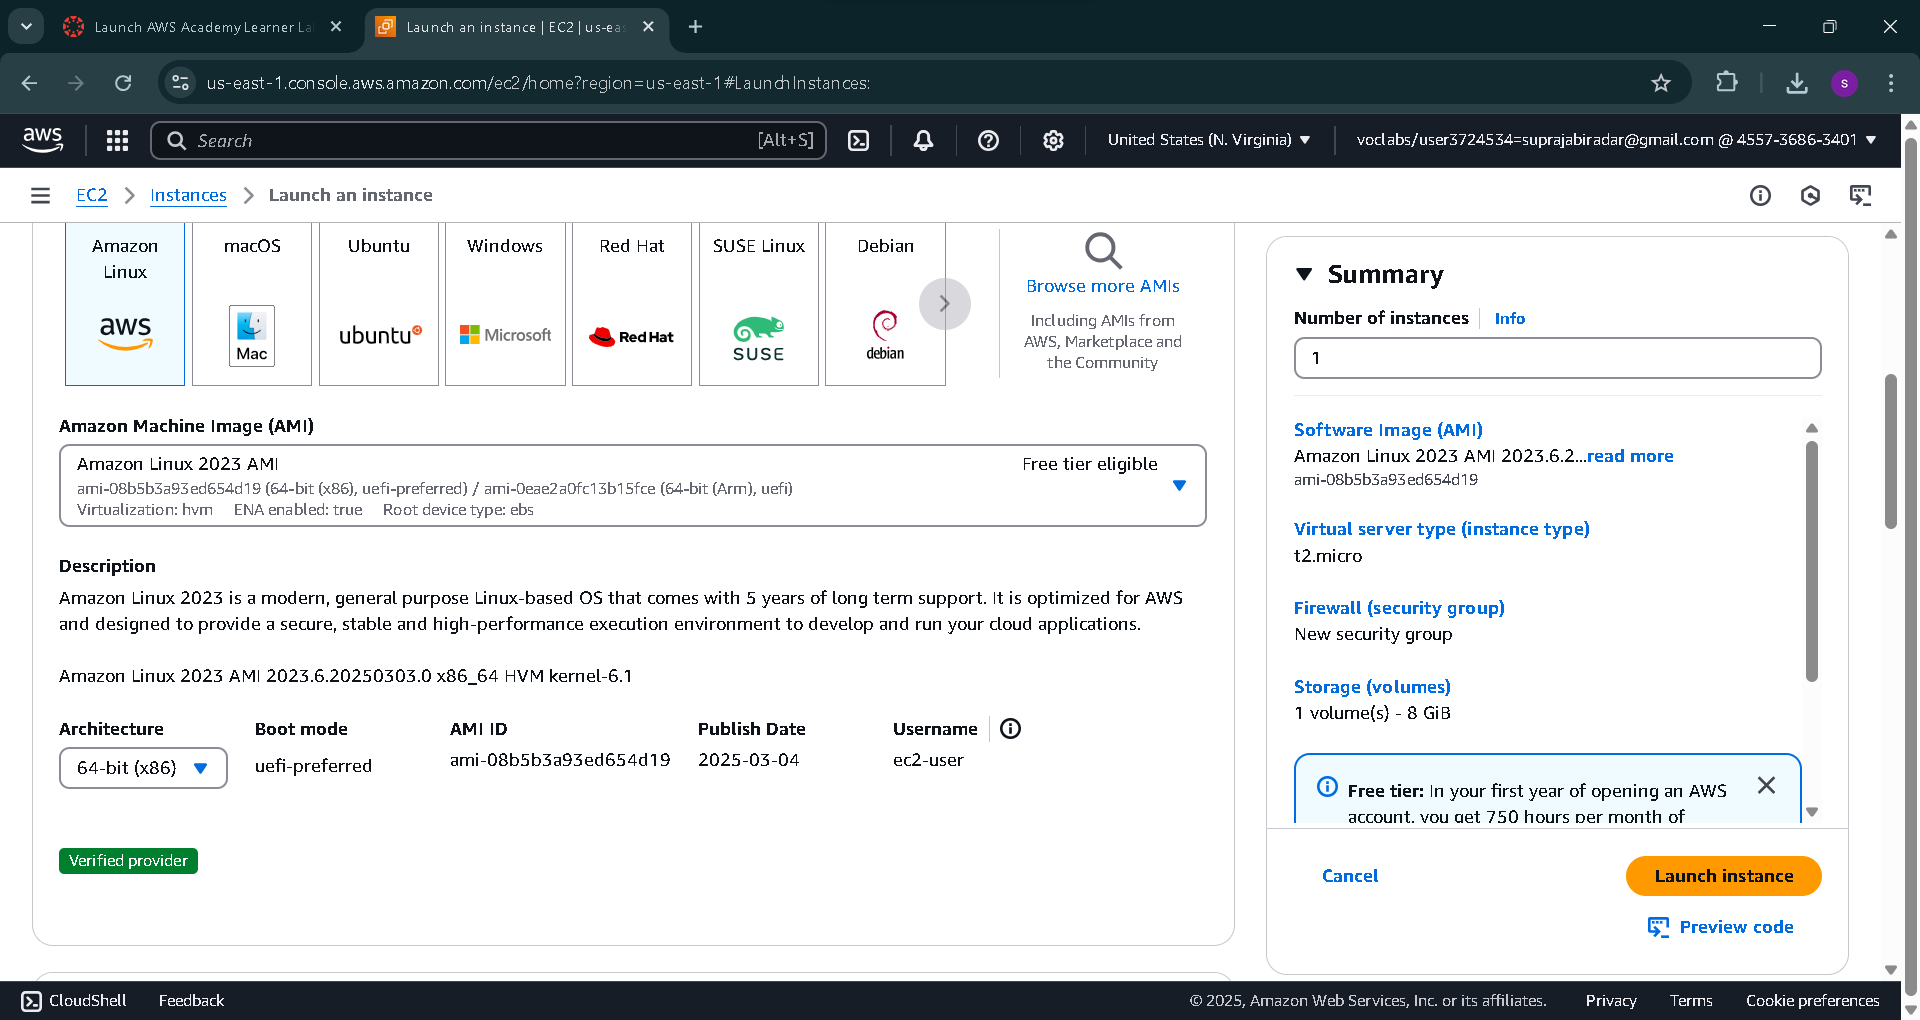 Launch AWS Academy Learner La
Launch an instance | EC2 | us-eas
us-east-1.console.aws.amazon.com/ec2/home?region=us-east-1#LaunchInstances:
S
aws
Search
[Alt+S]
United States (N. Virginia)
voclabs/user3724534=suprajabiradar@gmail.com @ 4557-3686-3401
EC2
Instances
Launch an instance
Amazon
Linux
aws
macOS
Mac
Ubuntu
ubuntu
Windows
Microsoft
Red Hat
Red Hat
SUSE Linux
SUSE
Debian
debian
Browse more AMIs
Including AMIs from
AWS, Marketplace and
the Community
Amazon Machine Image (AMI)
Amazon Linux 2023 AMI
Free tier eligible
ami-08b5b3a93ed654d19 (64-bit (x86), uefi-preferred) / ami-0eae2a0fc13b15fce (64-bit (Arm), uefi)
Virtualization: hvm ENA enabled: true Root device type: ebs
Description
Amazon Linux 2023 is a modern, general purpose Linux-based OS that comes with 5 years of long term support. It is optimized for AWS
and designed to provide a secure, stable and high-performance execution environment to develop and run your cloud applications.
Amazon Linux 2023 AMI 2023.6.20250303.0 x86_64 HVM kernel-6.1
Architecture
64-bit (x86)
Boot mode
uefi-preferred
AMI ID
ami-08b5b3a93ed654d19
Publish Date
2025-03-04
Username
ec2-user
Verified provider
Summary
Number of instances
Info
1
Software Image (AMI)
Amazon Linux 2023 AMI 2023.6.2...read more
ami-08b5b3a93ed654d19
Virtual server type (instance type)
t2.micro
Firewall (security group)
New security group
Storage (volumes)
1 volume(s) - 8 GiB
Free tier: In your first year of opening an AWS
account, you get 750 hours per month of
Cancel
Launch instance
Preview code
CloudShell
Feedback
© 2025, Amazon Web Services, Inc. or its affiliates.
Privacy
Terms
Cookie preferences